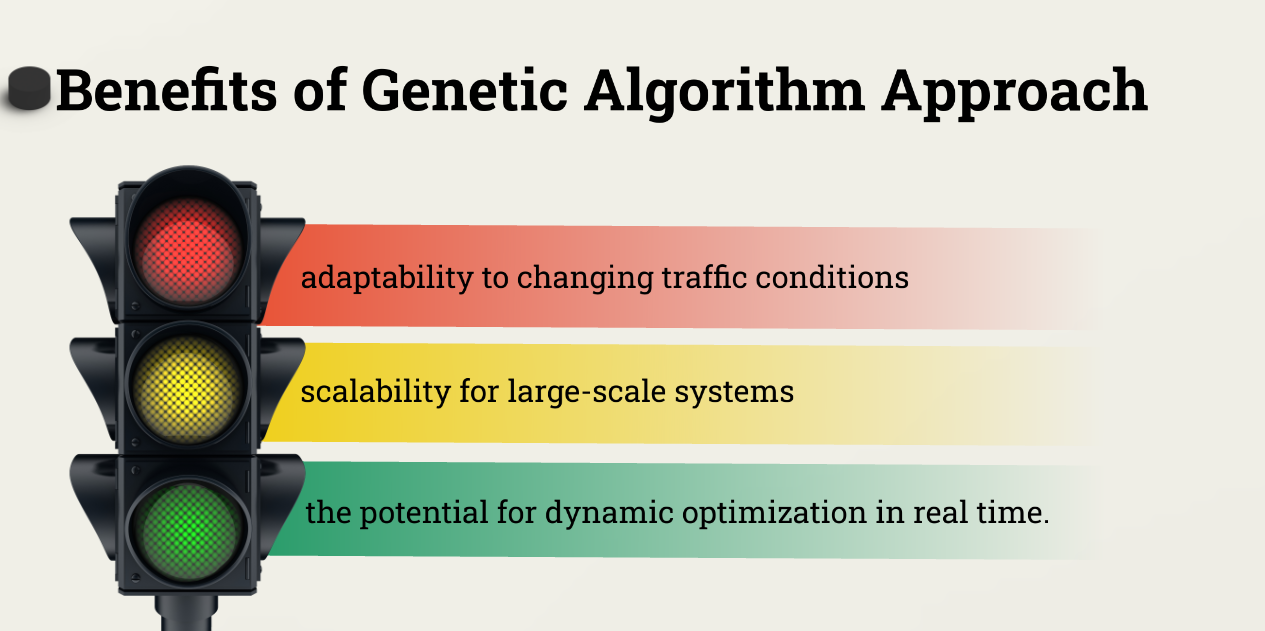 Benefits of Genetic Algorithm Approach
adaptability to changing traffic conditions
scalability for large-scale systems
the potential for dynamic optimization in real time.